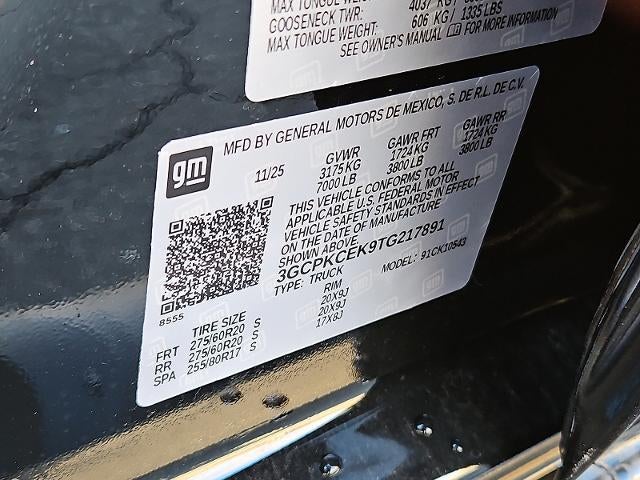 MAX TONGUE WEIGHT
4037 KG /
GOOSENECK TWR: 606 KG / 1335 LBS
MAX TONGUE WEIGHT:
SEE OWNER'S MANUAL FOR MORE INFORMATION
gm
MFD BY GENERAL MOTORS DE MEXICO, S. DE R.L. DE C.V.
11/25
GVWR GAWR FRT GAWR RR
3175 KG 1724 KG 1724 KG
7000 LB 3800 LB 3800 LB
THIS VEHICLE CONFORMS TO ALL
APPLICABLE U.S. FEDERAL MOTOR
VEHICLE SAFETY STANDARDS IN EFFECT
ON THE DATE OF MANUFACTURE
SHOWN ABOVE.
3GCPKCEK9TG217891
TYPE: TRUCK MODEL: 91CK10543
8555
TIRE SIZE RIM
FRT 275/60R20 S 20X9J
RR 275/60R20 S 20X9J
SPA 255/80R17 S 17X8J